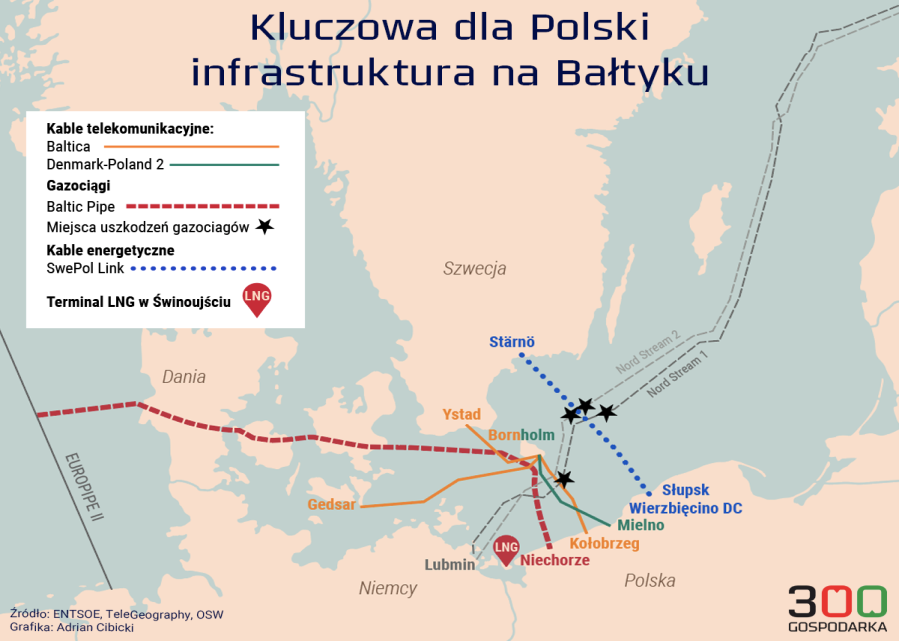 Kluczowa dla Polski
infrastruktura na Bałtyku
Kable telekomunikacyjne:
Baltica
Denmark-Poland 2
Gazociągi
Baltic Pipe
Miejsca uszkodzeń gazociagów
Kable energetyczne
SwePol Link
Terminal LNG w Świnoujściu
LNG
Szwecja
Stärnö
Nord Stream 2
Nord Stream 1
Dania
Ystad
Bornholm
EUROPIPE II
Gedser
Słupsk
Wierzbięcino DC
Mielno
Kołobrzeg
LNG
Niechorze
Lubmin
Niemcy
Polska
Źródło: ENTSOE, TeleGeography, OSW
Grafika: Adrian Cibicki
300
GOSPODARKA